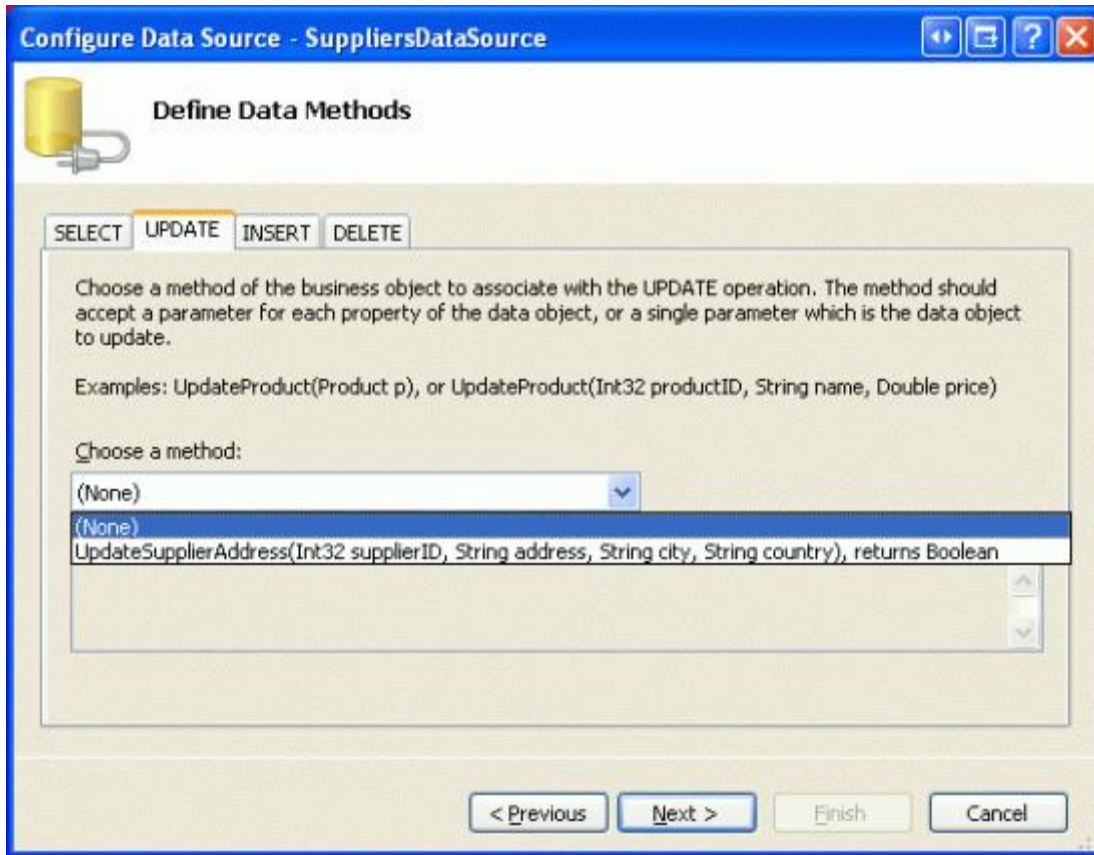 Configure Data Source - SuppliersDataSource
Define Data Methods
SELECT UPDATE INSERT DELETE
Choose a method of the business object to associate with the UPDATE operation. The method should
accept a parameter for each property of the data object, or a single parameter which is the data object
to update.
Examples: UpdateProduct(Product p), or UpdateProduct(Int32 productID, String name, Double price)
Choose a method:
(None)
(None)
UpdateSupplierAddress(Int32 supplierID, String address, String city, String country), returns Boolean
< Previous Next > Finish Cancel